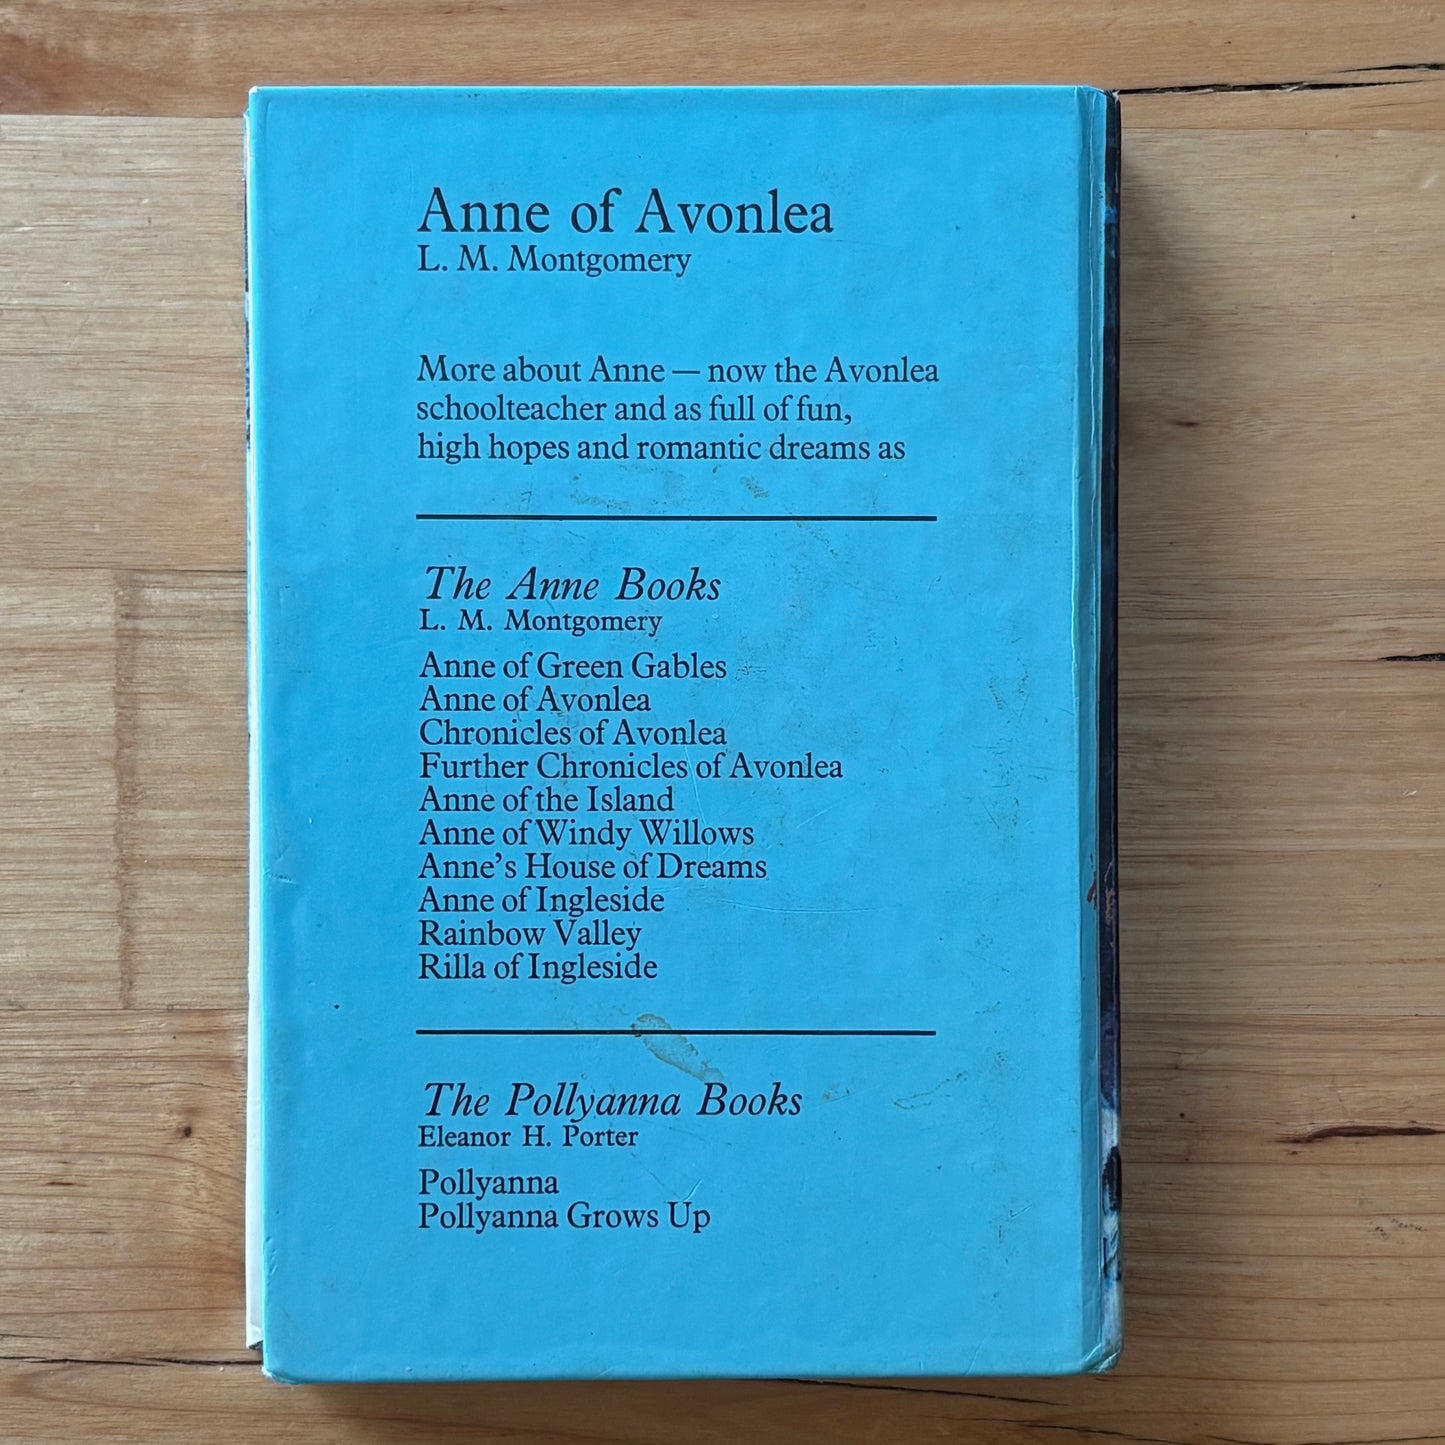 Anne of Avonlea
L. M. Montgomery
More about Anne — now the Avonlea
schoolteacher and as full of fun,
high hopes and romantic dreams as
The Anne Books
L. M. Montgomery
Anne of Green Gables
Anne of Avonlea
Chronicles of Avonlea
Further Chronicles of Avonlea
Anne of the Island
Anne of Windy Willows
Anne's House of Dreams
Anne of Ingleside
Rainbow Valley
Rilla of Ingleside
The Pollyanna Books
Eleanor H. Porter
Pollyanna
Pollyanna Grows Up